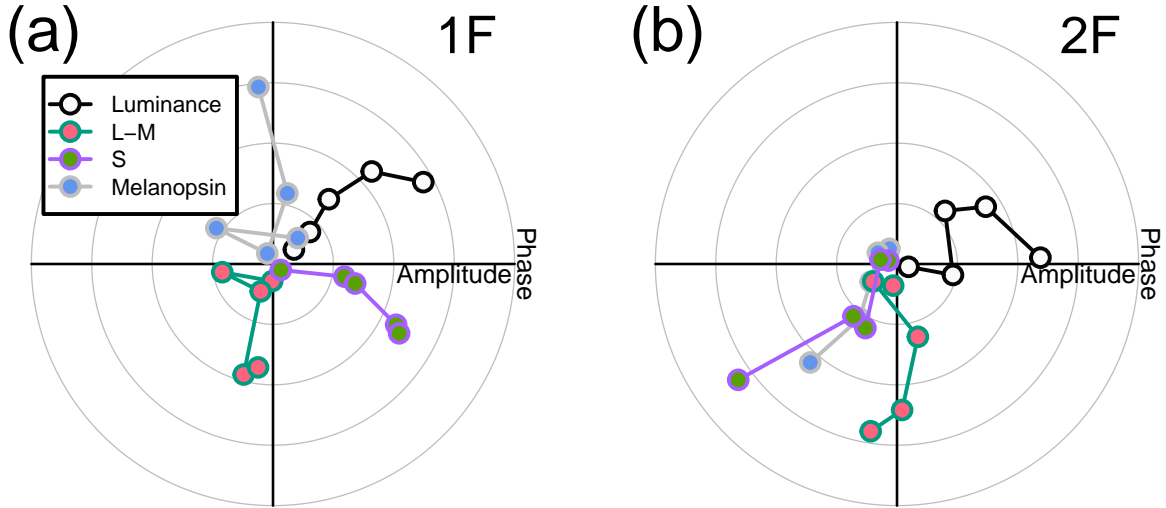 (a)
1F
Luminance
L−M
S
Melanopsin
Amplitude
Phase
(b)
2F
Amplitude
Phase